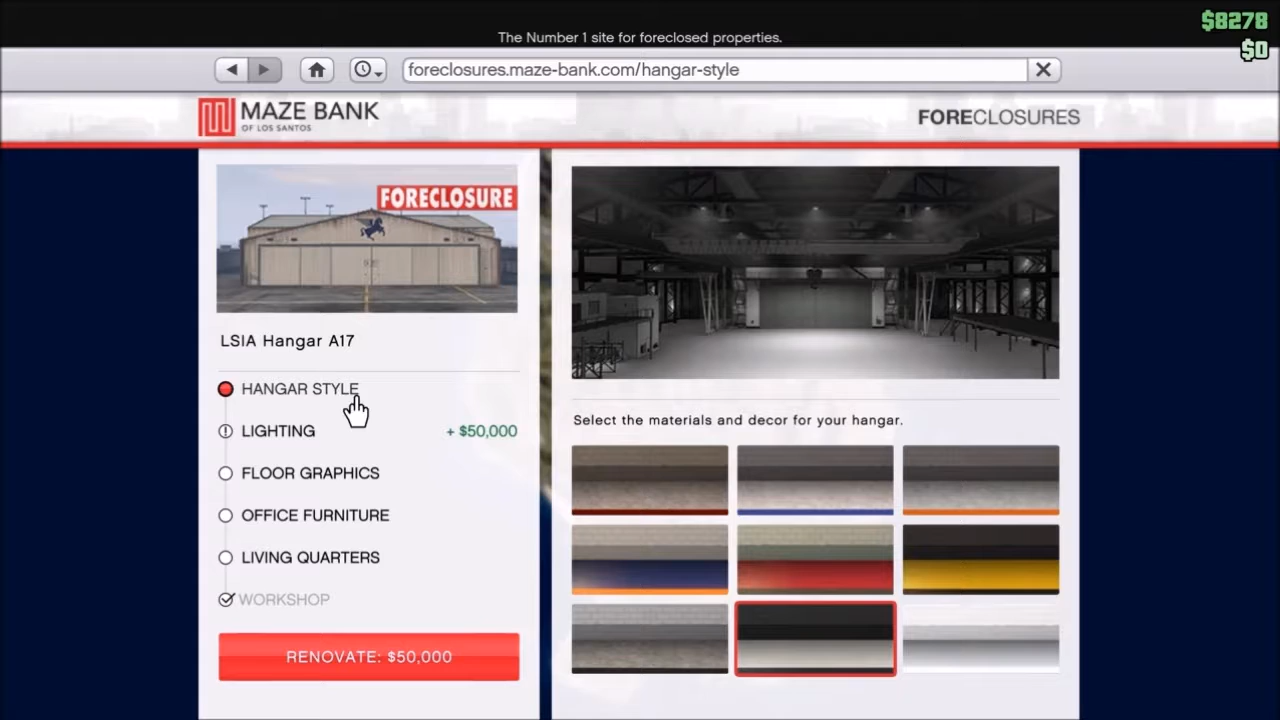 $8278
The Number 1 site for foreclosed properties.
$0
foreclosures.maze-bank.com/hangar-style
MAZE BANK
OF LOS SANTOS
FORECLOSURES
FORECLOSURE
LSIA Hangar A17
HANGAR STYLE
LIGHTING + $50,000
FLOOR GRAPHICS
OFFICE FURNITURE
LIVING QUARTERS
WORKSHOP
RENOVATE: $50,000
Select the materials and decor for your hangar.